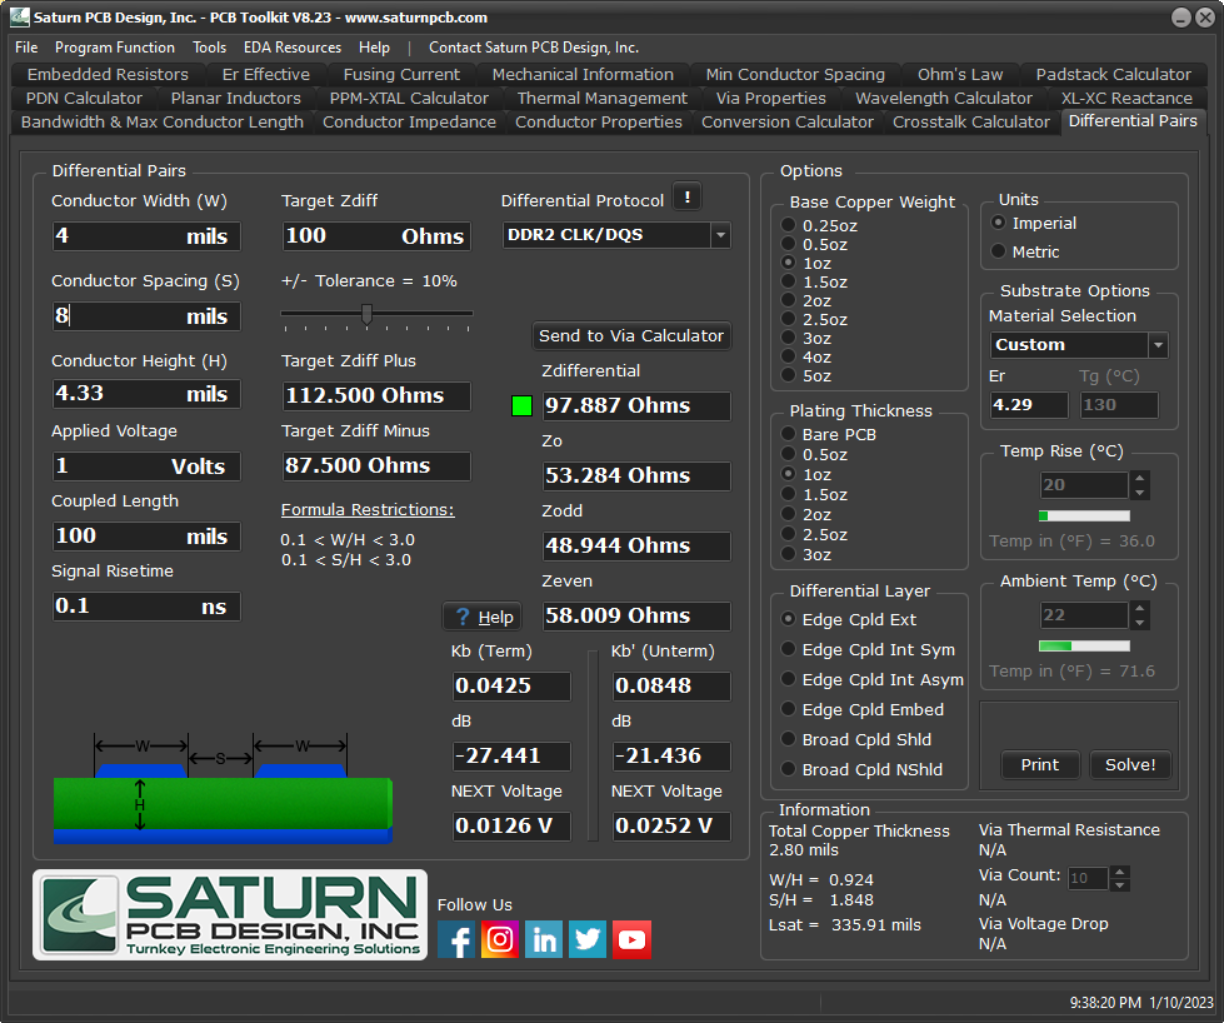 Saturn PCB Design, Inc. - PCB Toolkit V8.23 - www.saturnpcb.com
File Program Function Tools EDA Resources Help | Contact Saturn PCB Design, Inc.
Embedded Resistors Er Effective Fusing Current Mechanical Information Min Conductor Spacing Ohm's Law Padstack Calculator
PDN Calculator Planar Inductors PPM-XTAL Calculator Thermal Management Via Properties Wavelength Calculator XL-XC Reactance
Bandwidth & Max Conductor Length Conductor Impedance Conductor Properties Conversion Calculator Crosstalk Calculator Differential Pairs
Differential Pairs
Conductor Width (W)
4 mils
Conductor Spacing (S)
8 mils
Conductor Height (H)
4.33 mils
Applied Voltage
1 Volts
Coupled Length
100 mils
Signal Risetime
0.1 ns
Target Zdiff
100 Ohms
+/- Tolerance = 10%
Target Zdiff Plus
112.500 Ohms
Target Zdiff Minus
87.500 Ohms
Formula Restrictions:
0.1 < W/H < 3.0
0.1 < S/H < 3.0
Differential Protocol !
DDR2 CLK/DQS
Send to Via Calculator
Zdifferential
97.887 Ohms
Zo
53.284 Ohms
Zodd
48.944 Ohms
Zeven
58.009 Ohms
? Help
Kb (Term)
0.0425
dB
-27.441
NEXT Voltage
0.0126 V
Kb' (Unterm)
0.0848
dB
-21.436
NEXT Voltage
0.0252 V
W S W
H
Options
Base Copper Weight
0.25oz
0.5oz
1oz
1.5oz
2oz
2.5oz
3oz
4oz
5oz
Plating Thickness
Bare PCB
0.5oz
1oz
1.5oz
2oz
2.5oz
3oz
Differential Layer
Edge Cpld Ext
Edge Cpld Int Sym
Edge Cpld Int Asym
Edge Cpld Embed
Broad Cpld Shld
Broad Cpld NShld
Units
Imperial
Metric
Substrate Options
Material Selection
Custom
Er Tg (°C)
4.29 130
Temp Rise (°C)
20
Temp in (°F) = 36.0
Ambient Temp (°C)
22
Temp in (°F) = 71.6
Print Solve!
Information
Total Copper Thickness
2.80 mils
W/H = 0.924
S/H = 1.848
Lsat = 335.91 mils
Via Thermal Resistance
N/A
Via Count: 10
N/A
Via Voltage Drop
N/A
SATURN
PCB DESIGN, INC
Turnkey Electronic Engineering Solutions
Follow Us
f in
9:38:20 PM 1/10/2023